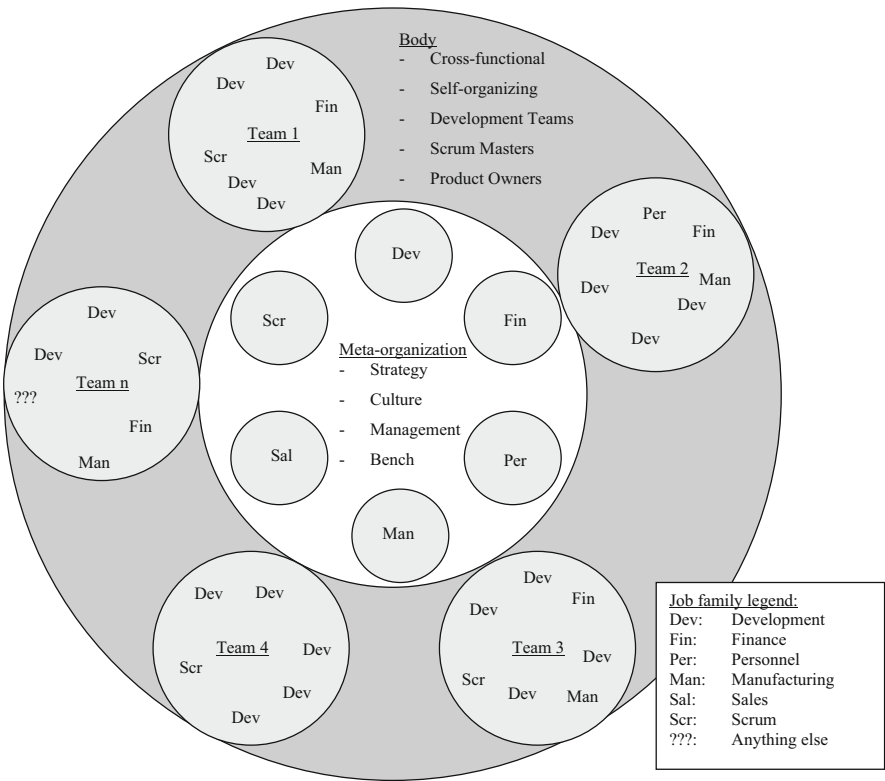 Body
- Cross-functional
- Self-organizing
- Development Teams
- Scrum Masters
- Product Owners
Dev
Dev
Fin
Team 1
Scr
Man
Dev
Dev
Per
Dev
Fin
Team 2
Man
Dev
Dev
Dev
Dev
Scr
Fin
Meta-organization
- Strategy
- Culture
- Management
- Bench
Sal
Per
Man
Dev
Dev
Scr
Team n
???
Fin
Man
Dev Dev
Team 4
Dev
Scr
Dev
Dev
Dev
Fin
Dev
Team 3
Dev
Scr
Dev
Man
Job family legend:
Dev: Development
Fin: Finance
Per: Personnel
Man: Manufacturing
Sal: Sales
Scr: Scrum
???: Anything else